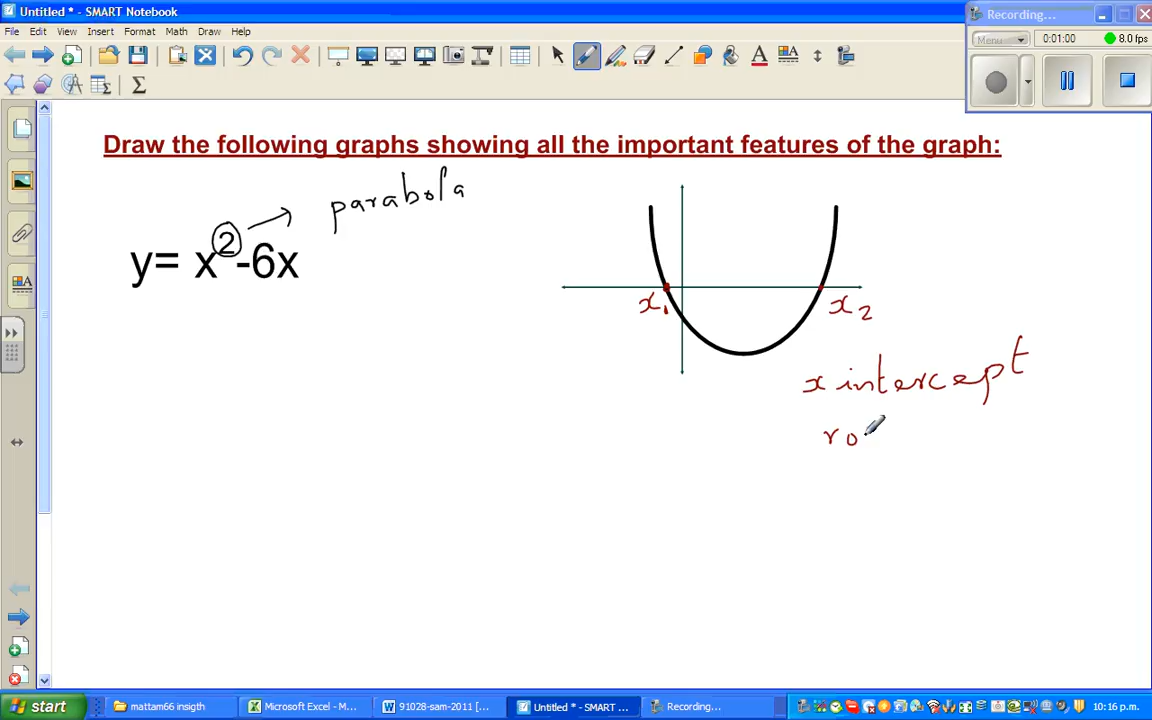 Untitled * - SMART Notebook
Recording...
File Edit View Insert Format Math Draw Help
Menu 0:01:00 8.0 fps
Draw the following graphs showing all the important features of the graph:
parabola
y= x²-6x
x₁ x₂
x intercept
ro
start mattam66 insigth Microsoft Excel - M... 91028-sam-2011 [... Untitled * - SMART ... Recording... 10:16 p.m.